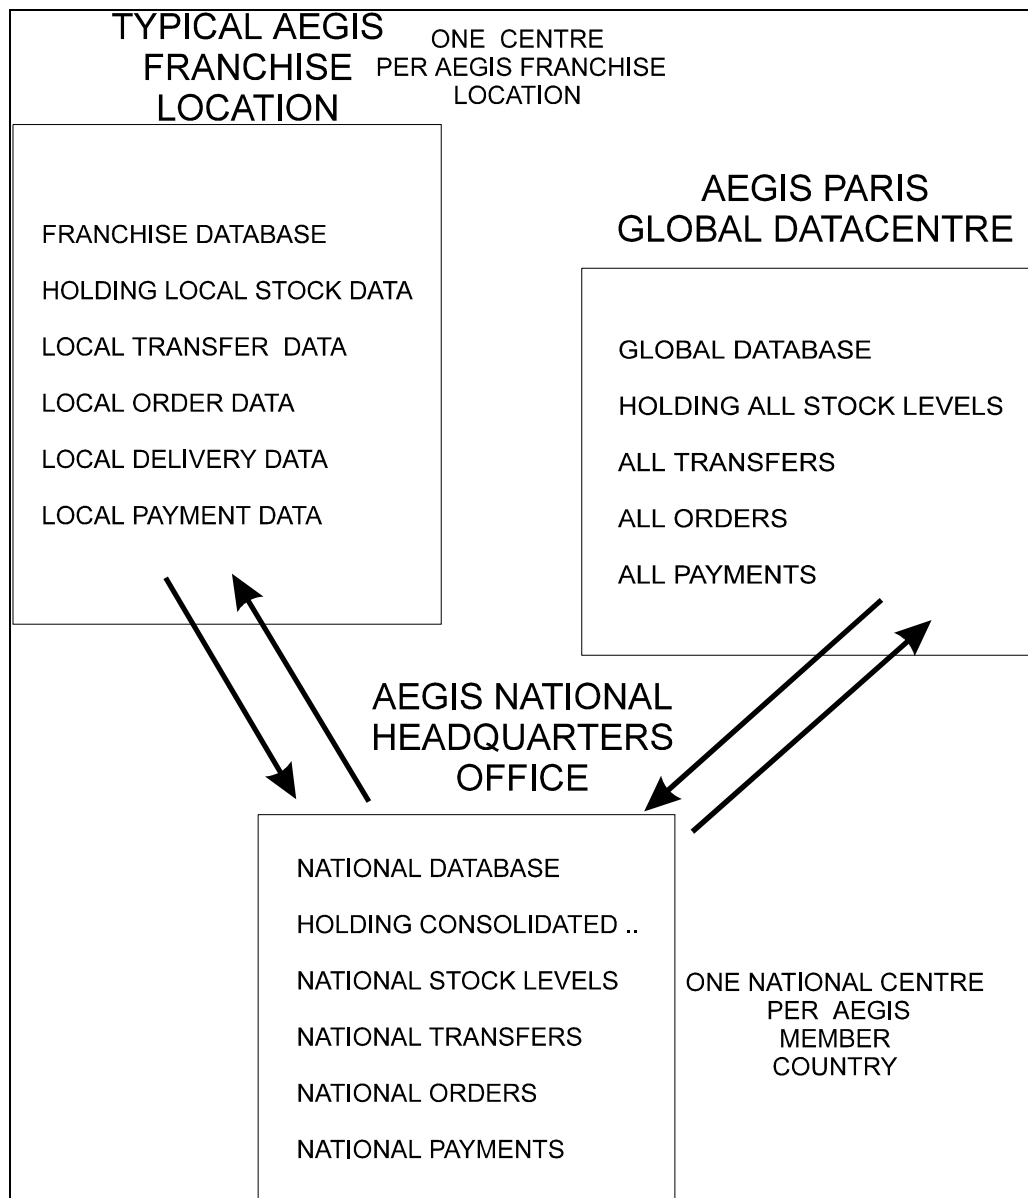 TYPICAL AEGIS
FRANCHISE
LOCATION
ONE CENTRE
PER AEGIS FRANCHISE
LOCATION
FRANCHISE DATABASE
HOLDING LOCAL STOCK DATA
LOCAL TRANSFER DATA
LOCAL ORDER DATA
LOCAL DELIVERY DATA
LOCAL PAYMENT DATA
AEGIS PARIS
GLOBAL DATACENTRE
GLOBAL DATABASE
HOLDING ALL STOCK LEVELS
ALL TRANSFERS
ALL ORDERS
ALL PAYMENTS
AEGIS NATIONAL
HEADQUARTERS
OFFICE
NATIONAL DATABASE
HOLDING CONSOLIDATED ..
NATIONAL STOCK LEVELS
NATIONAL TRANSFERS
NATIONAL ORDERS
NATIONAL PAYMENTS
ONE NATIONAL CENTRE
PER AEGIS
MEMBER
COUNTRY